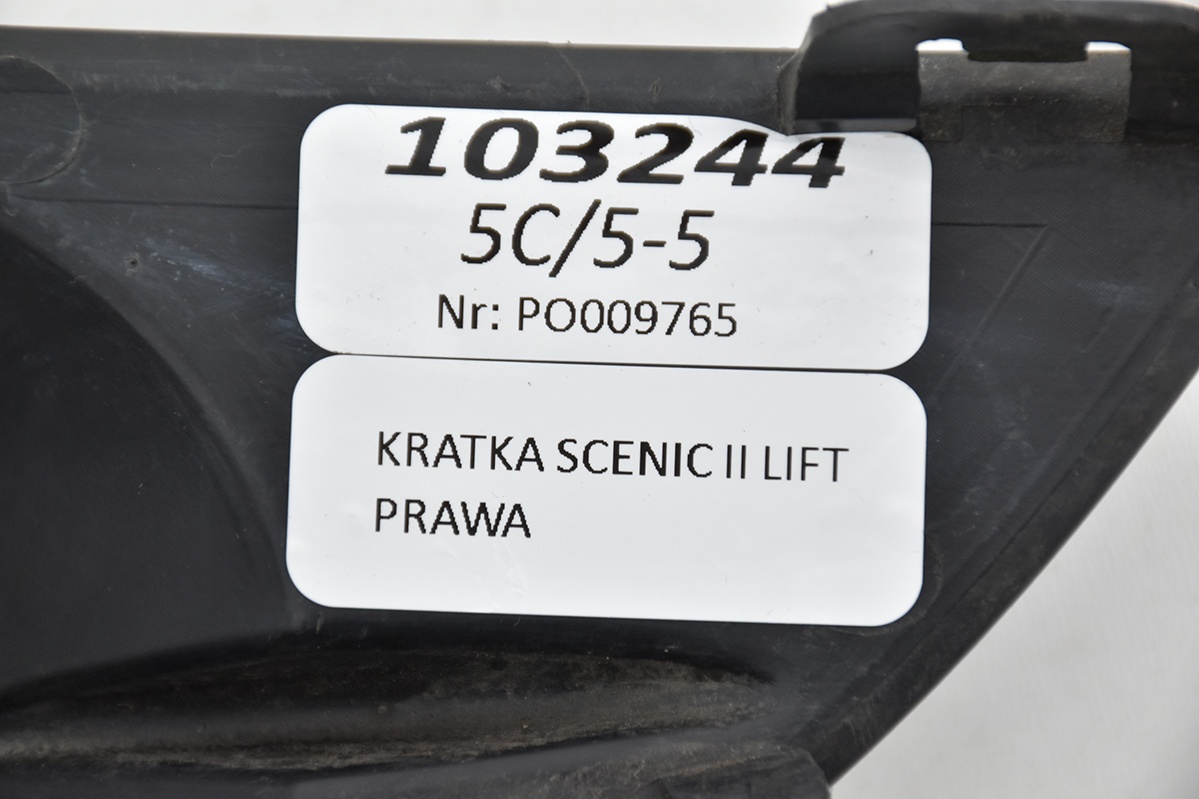 103244
5C/5-5
Nr: PO009765
KRATKA SCENIC II LIFT
PRAWA